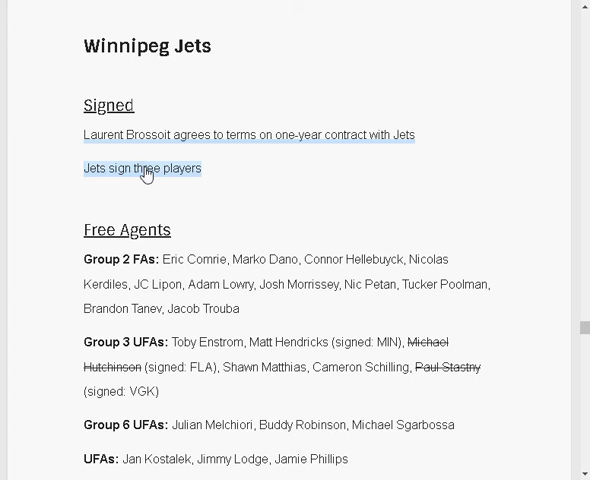 Winnipeg Jets
Signed
Laurent Brossoit agrees to terms on one-year contract with Jets
Jets sign three players
Free Agents
Group 2 FAs: Eric Comrie, Marko Dano, Connor Hellebuyck, Nicolas
Kerdiles, JC Lipon, Adam Lowry, Josh Morrissey, Nic Petan, Tucker Poolman,
Brandon Tanev, Jacob Trouba
Group 3 UFAs: Toby Enstrom, Matt Hendricks (signed: MIN), Michael
Hutchinson (signed: FLA), Shawn Matthias, Cameron Schilling, Paul Stastny
(signed: VGK)
Group 6 UFAs: Julian Melchiori, Buddy Robinson, Michael Sgarbossa
UFAs: Jan Kostalek, Jimmy Lodge, Jamie Phillips